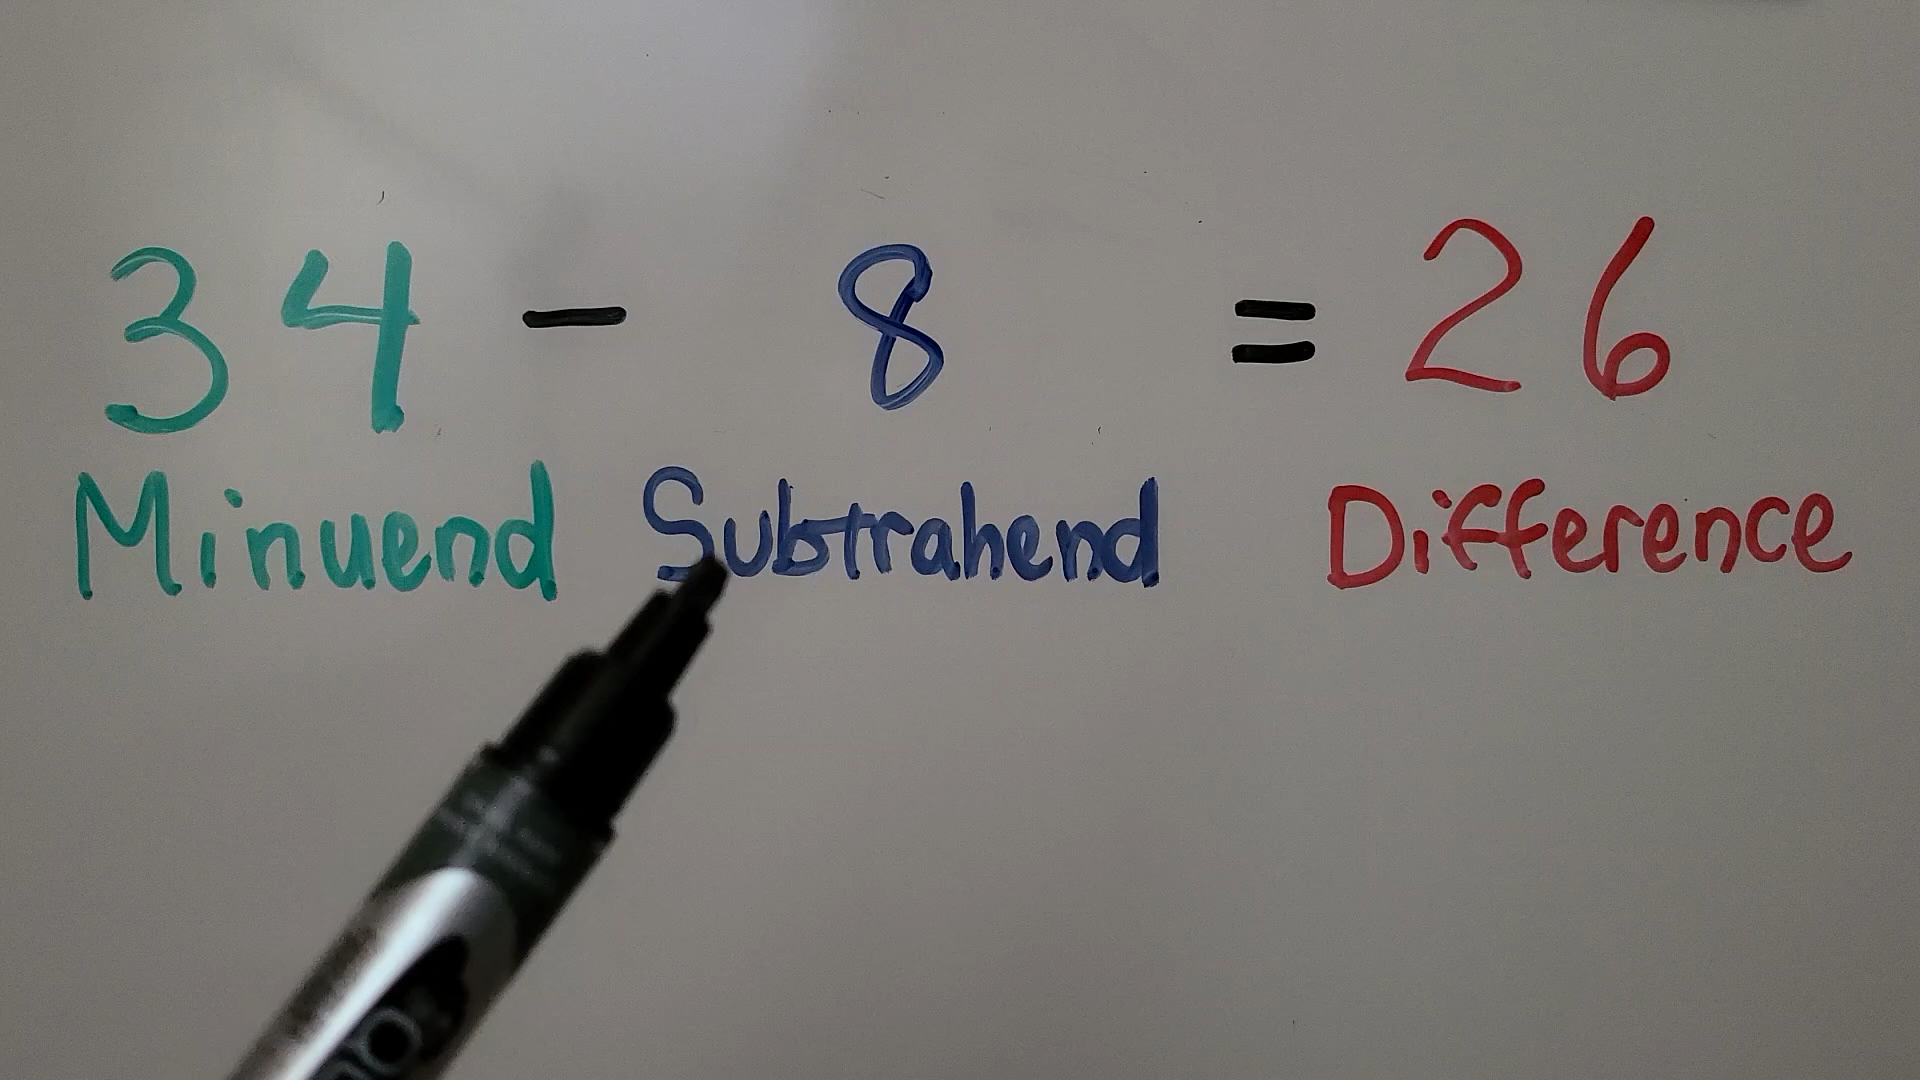 34 - 8 = 26
Minuend Subtrahend Difference